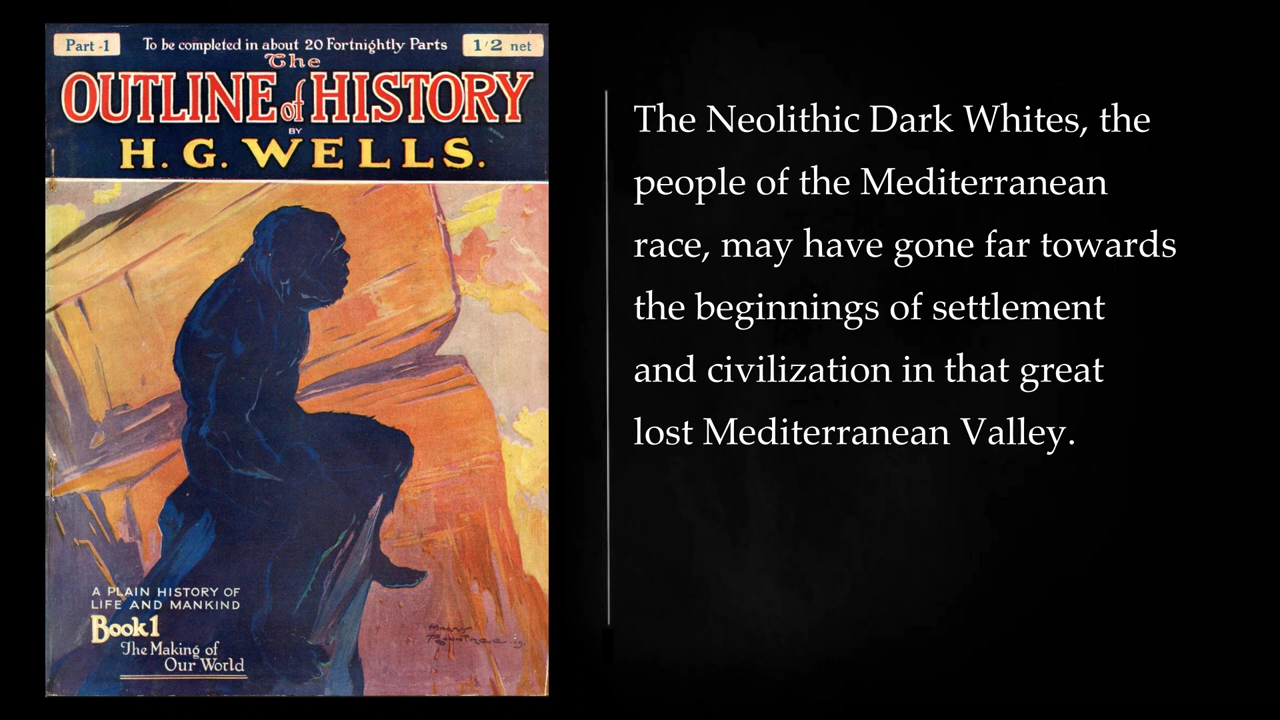 Part -1
To be completed in about 20 Fortnightly Parts
1/2 net
The
OUTLINE of HISTORY
BY
H. G. WELLS.
A PLAIN HISTORY OF
LIFE AND MANKIND
Book 1
The Making of
Our World
The Neolithic Dark Whites, the
people of the Mediterranean
race, may have gone far towards
the beginnings of settlement
and civilization in that great
lost Mediterranean Valley.